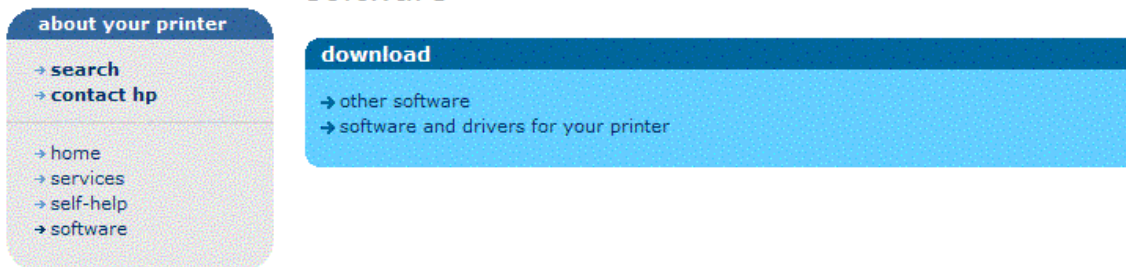 about your printer
search
contact hp
home
services
self-help
software
download
other software
software and drivers for your printer